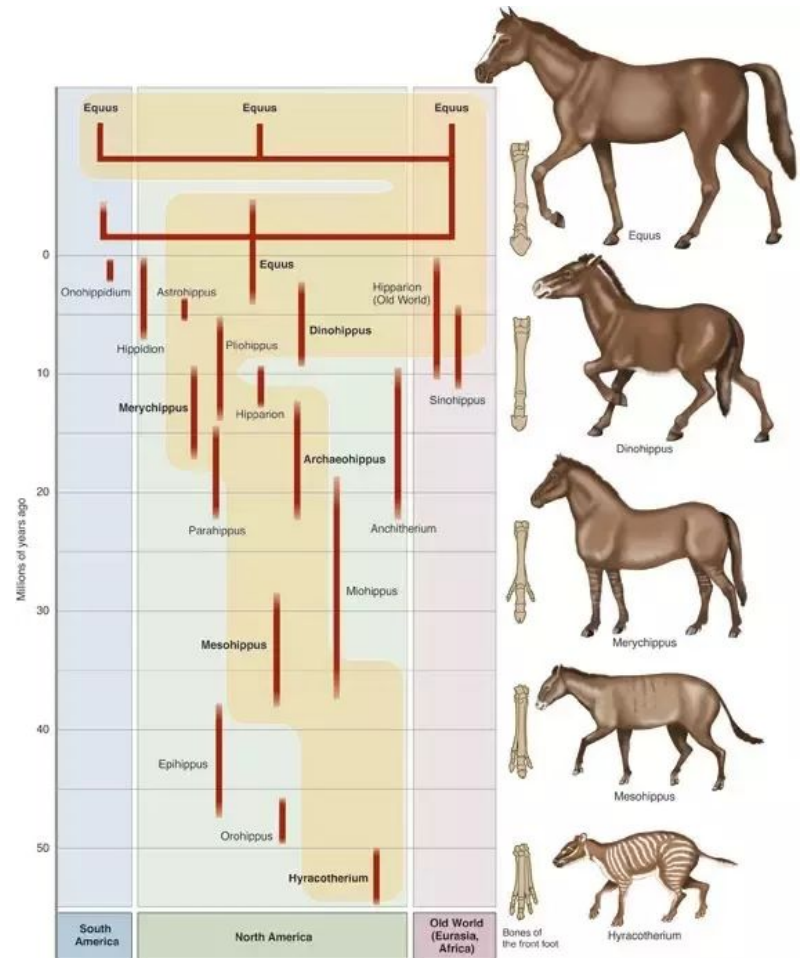 Equus
Equus
Equus
Equus
0
Equus
Onohippidium
Astrohippus
Hipparion
(Old World)
Hippidion
Pliohippus
Dinohippus
10
Merychippus
Hipparion
Sinohippus
Dinohippus
Archaeohippus
20
Parahippus
Anchitherium
Millions of years ago
Miohippus
30
Mesohippus
Merychippus
40
Epihippus
Mesohippus
Orohippus
50
Hyracotherium
South
America
North America
Old World
(Eurasia,
Africa)
Bones of
the front foot
Hyracotherium